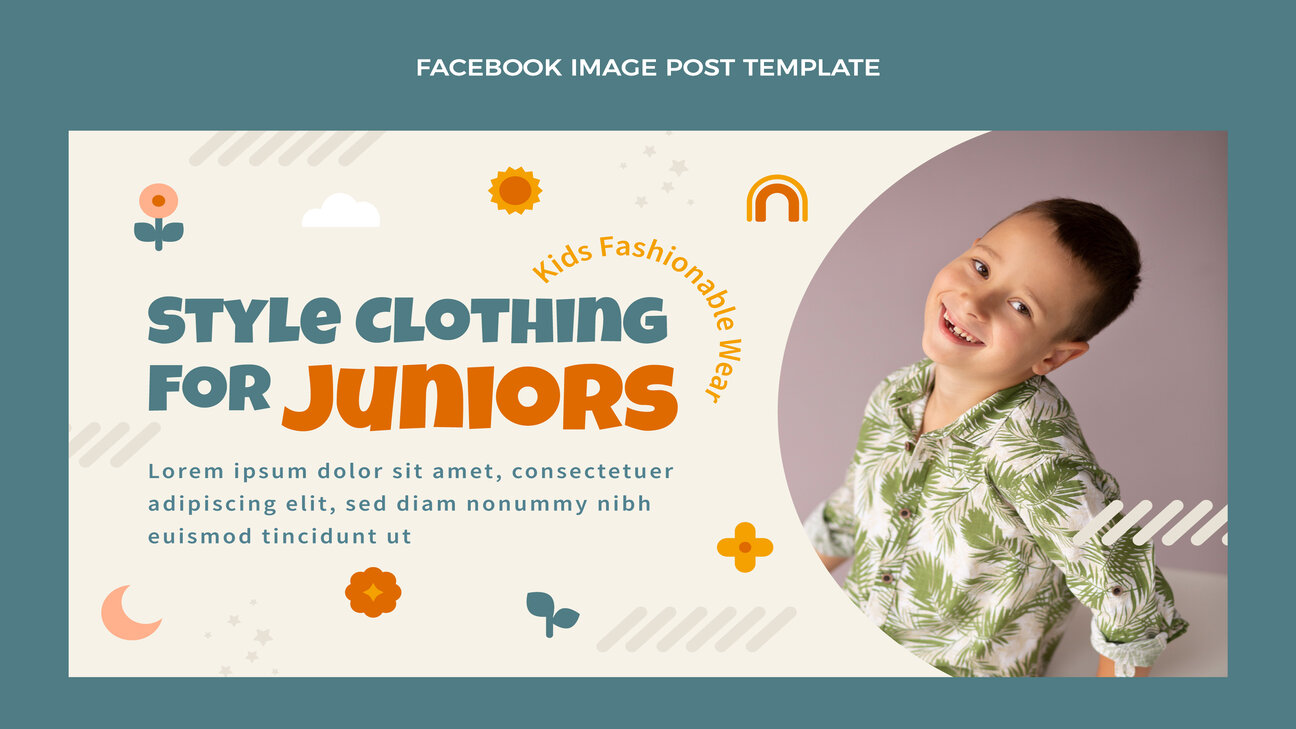 FACEBOOK IMAGE POST TEMPLATE
Kids Fashionable Wear
STYLE CLOTHING
FOR JUNIORS
Lorem ipsum dolor sit amet, consectetuer
adipiscing elit, sed diam nonummy nibh
euismod tincidunt ut